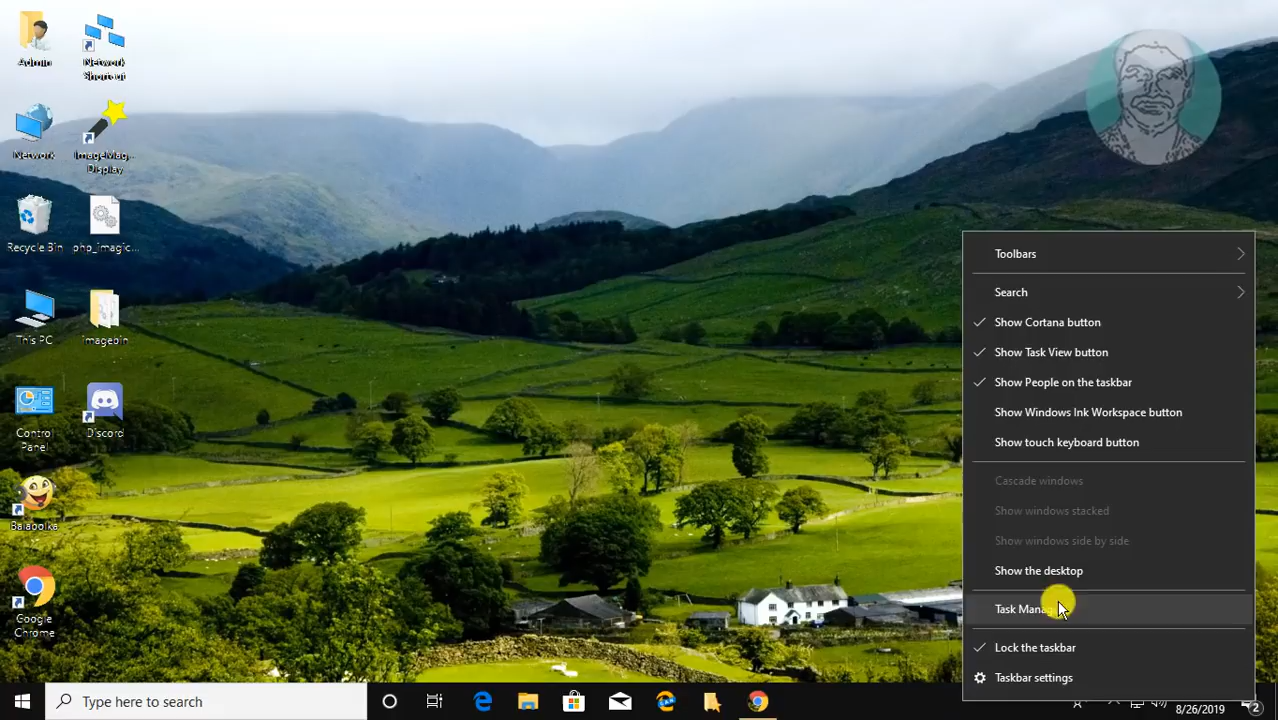 Admin
Network
Shortcut
Network
ImageMag...
Display
Recycle Bin
php_imagic...
This PC
imagepin
Control
Panel
Discord
Google
Chrome
Toolbars
Search
Show Cortana button
Show Task View button
Show People on the taskbar
Show Windows Ink Workspace button
Show touch keyboard button
Cascade windows
Show windows stacked
Show windows side by side
Show the desktop
Task Manag
Lock the taskbar
Taskbar settings
Type here to search
8/26/2019
2